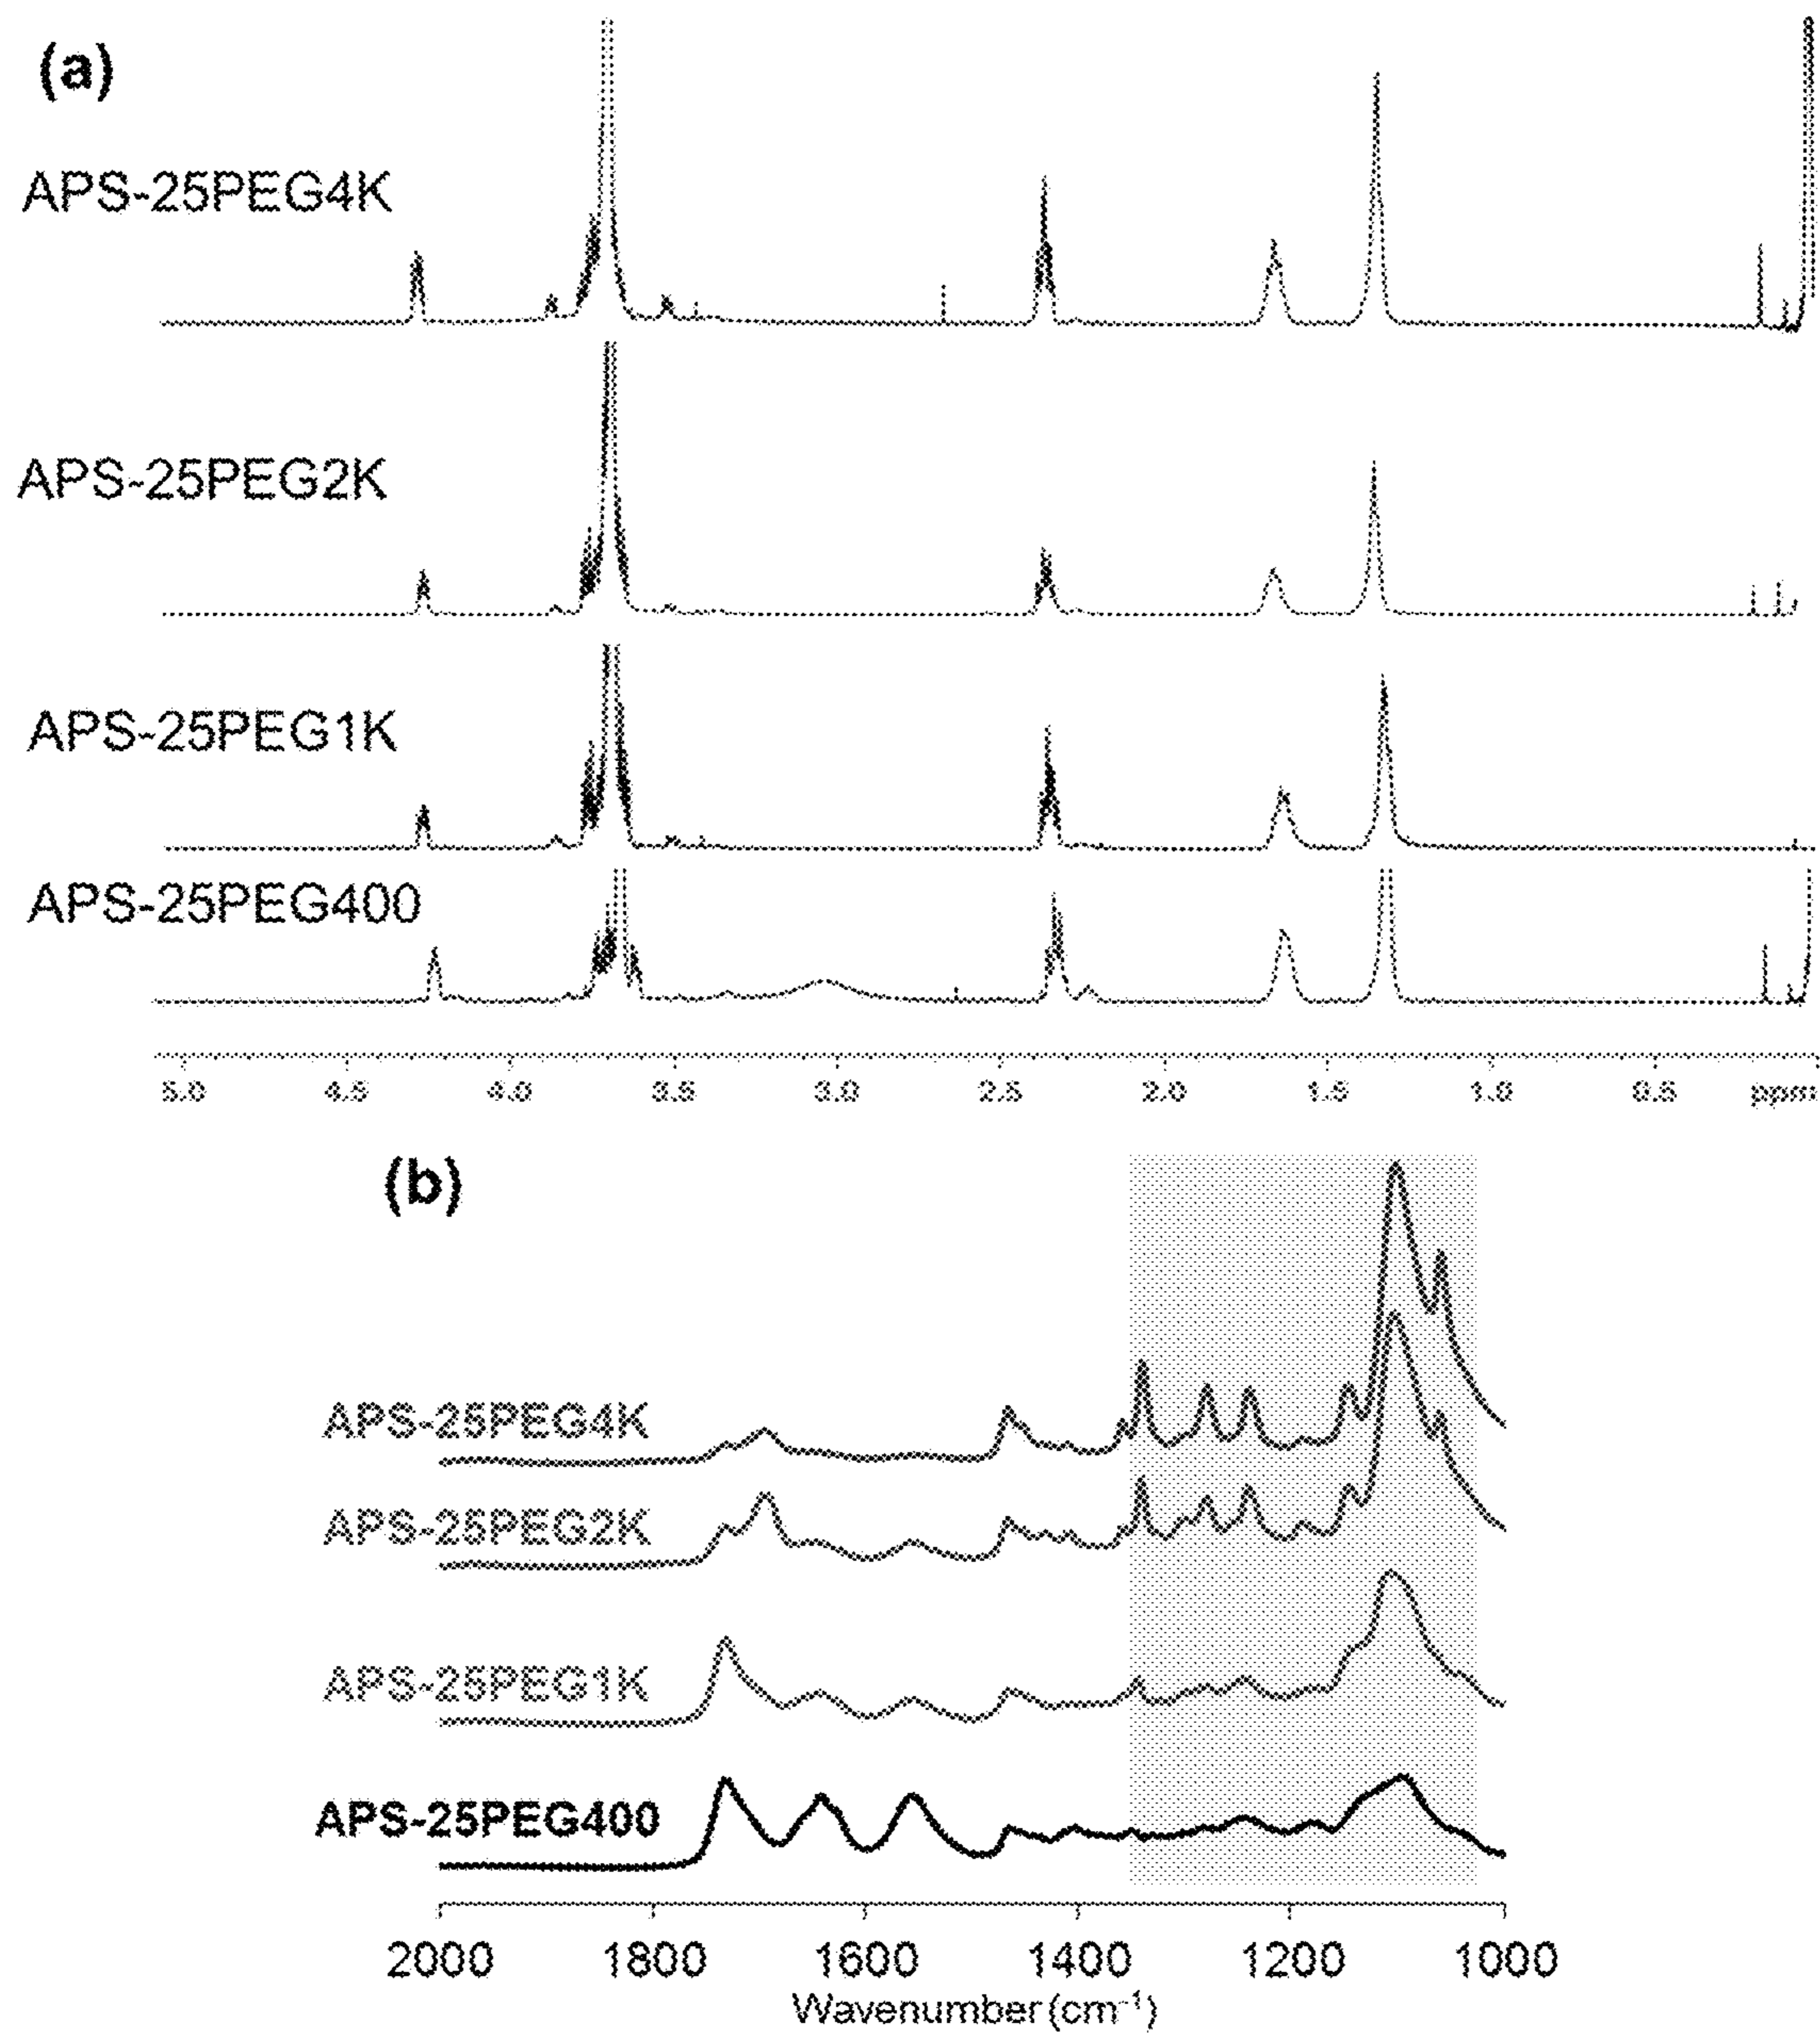 (a)
APS-25PEG4K
APS-25PEG2K
APS-25PEG1K
APS-25PEG400
5.0 4.5 4.0 3.5 3.0 2.5 2.0 1.5 1.0 0.5 ppm
(b)
APS-25PEG4K
APS-25PEG2K
APS-25PEG1K
APS-25PEG400
2000 1800 1600 1400 1200 1000
Wavenumber (cm⁻¹)